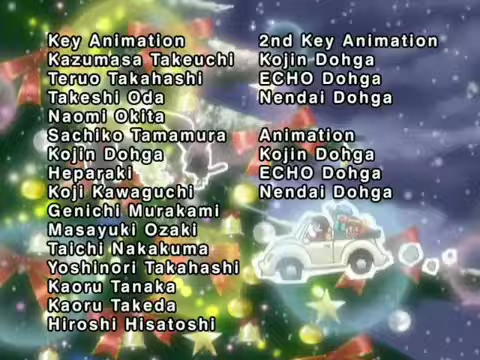 Key Animation
Kazumasa Takeuchi
Teruo Takahashi
Takeshi Oda
Naomi Okita
Sachiko Tamamura
Kojin Dohga
Heparaki
Koji Kawaguchi
Genichi Murakami
Masayuki Ozaki
Taichi Nakakuma
Yoshinori Takahashi
Kaoru Tanaka
Kaoru Takeda
Hiroshi Hisatoshi
2nd Key Animation
Kojin Dohga
ECHO Dohga
Nendai Dohga
Animation
Kojin Dohga
ECHO Dohga
Nendai Dohga